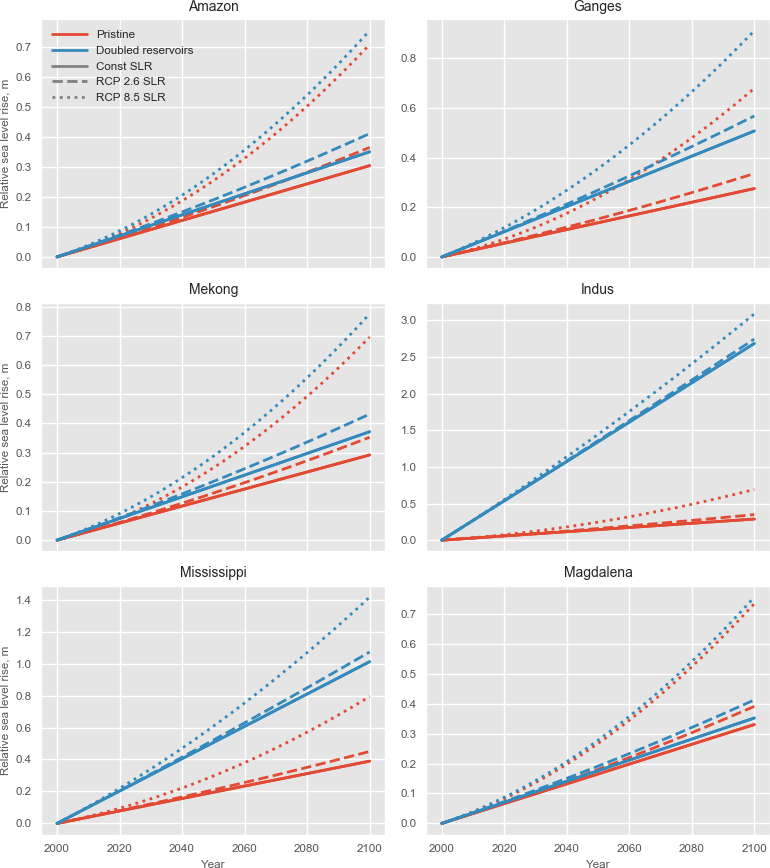 Amazon
Relative sea level rise, m
0.7
0.6
0.5
0.4
0.3
0.2
0.1
0.0
Pristine
Doubled reservoirs
Const SLR
RCP 2.6 SLR
RCP 8.5 SLR
Ganges
0.8
0.6
0.4
0.2
0.0
Mekong
Relative sea level rise, m
0.8
0.7
0.6
0.5
0.4
0.3
0.2
0.1
0.0
Indus
3.0
2.5
2.0
1.5
1.0
0.5
0.0
Mississippi
Relative sea level rise, m
1.4
1.2
1.0
0.8
0.6
0.4
0.2
0.0
2000 2020 2040 2060 2080 2100
Year
Magdalena
0.7
0.6
0.5
0.4
0.3
0.2
0.1
0.0
2000 2020 2040 2060 2080 2100
Year